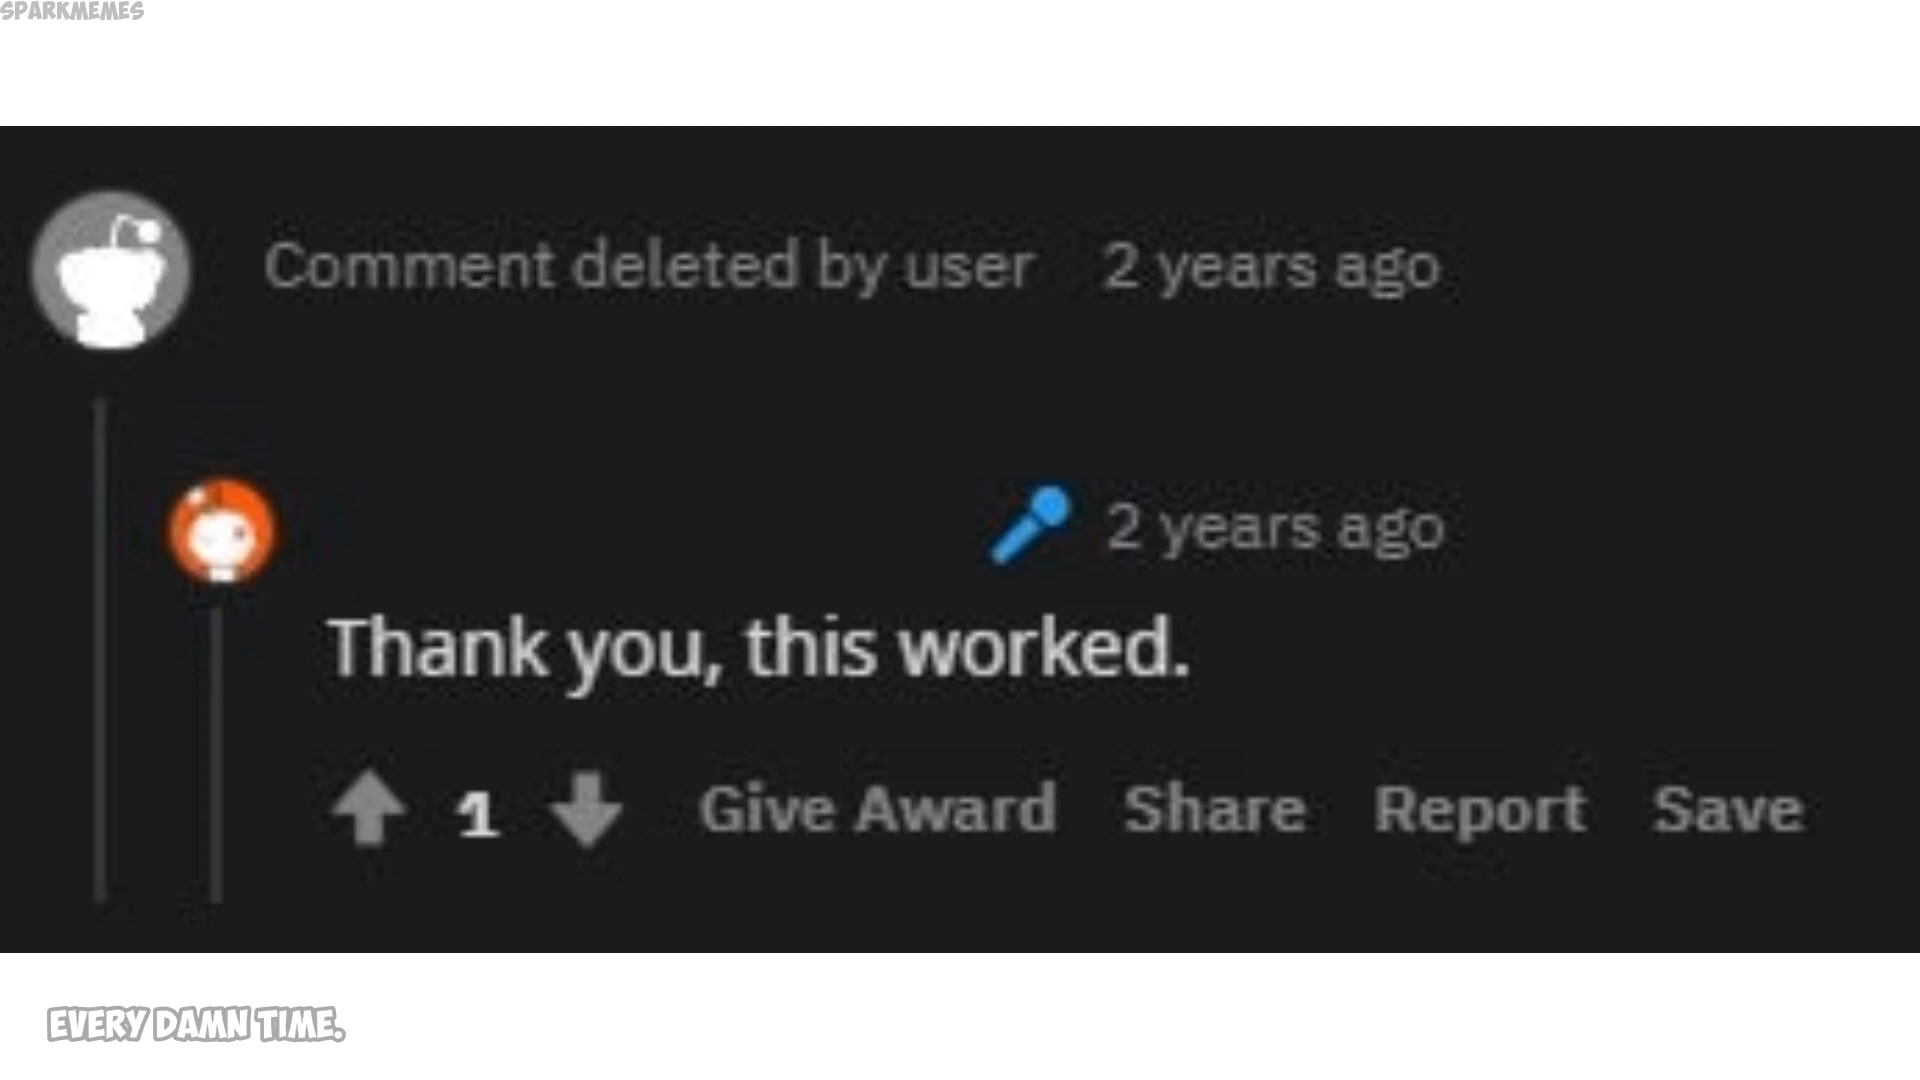 SPARKMEMES
Comment deleted by user 2 years ago
2 years ago
Thank you, this worked.
1 Give Award Share Report Save
EVERY DAMN TIME.